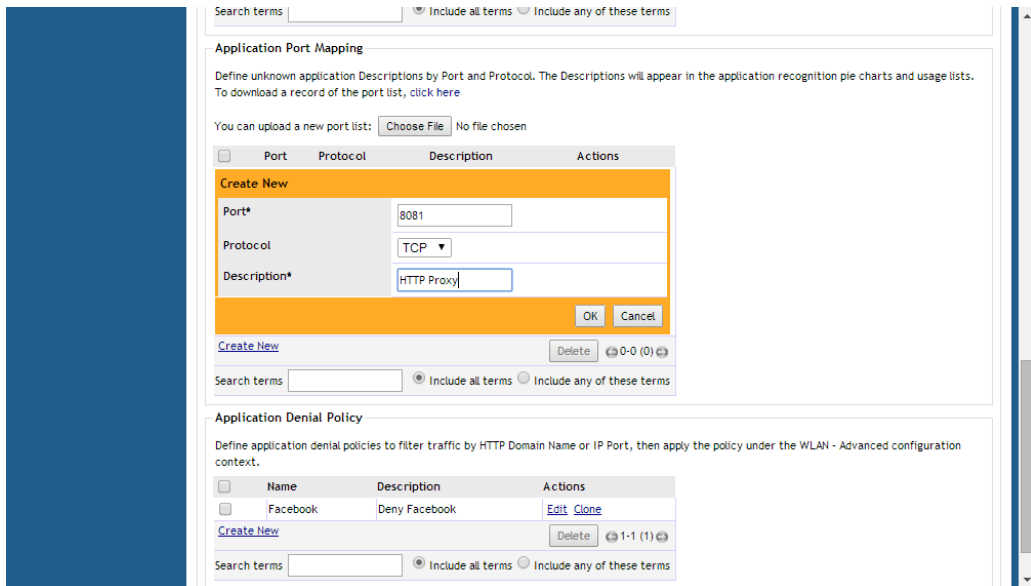 Search terms Include all terms Include any of these terms
Application Port Mapping
Define unknown application Descriptions by Port and Protocol. The Descriptions will appear in the application recognition pie charts and usage lists.
To download a record of the port list, click here
You can upload a new port list: Choose File No file chosen
Port Protocol Description Actions
Create New
Port* 8081
Protocol TCP
Description* HTTP Proxy
OK Cancel
Create New Delete 0-0 (0)
Search terms Include all terms Include any of these terms
Application Denial Policy
Define application denial policies to filter traffic by HTTP Domain Name or IP Port, then apply the policy under the WLAN - Advanced configuration
context.
Name Description Actions
Facebook Deny Facebook Edit Clone
Create New Delete 1-1 (1)
Search terms Include all terms Include any of these terms